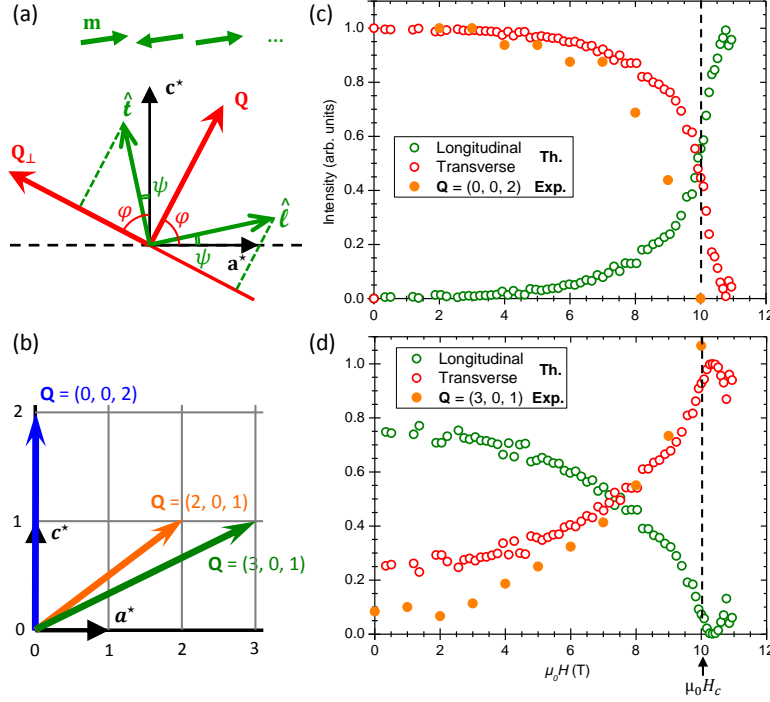 (a)
m
...
c*
Q
t̂
Q⊥
ψ
φ
φ
ℓ̂
ψ
a*
(b)
2
Q = (0, 0, 2)
Q = (2, 0, 1)
1
c*
Q = (3, 0, 1)
a*
0
0 1 2 3
(c)
Intensity (arb. units)
1.0
0.8
0.6
0.4
0.2
0.0
Longitudinal
Transverse
Th.
Q = (0, 0, 2) Exp.
0 2 4 6 8 10 12
(d)
1.0
0.8
0.6
0.4
0.2
0.0
Longitudinal
Transverse
Th.
Q = (3, 0, 1) Exp.
0 2 4 6 8 10 12
μ₀H (T)
μ₀H_c